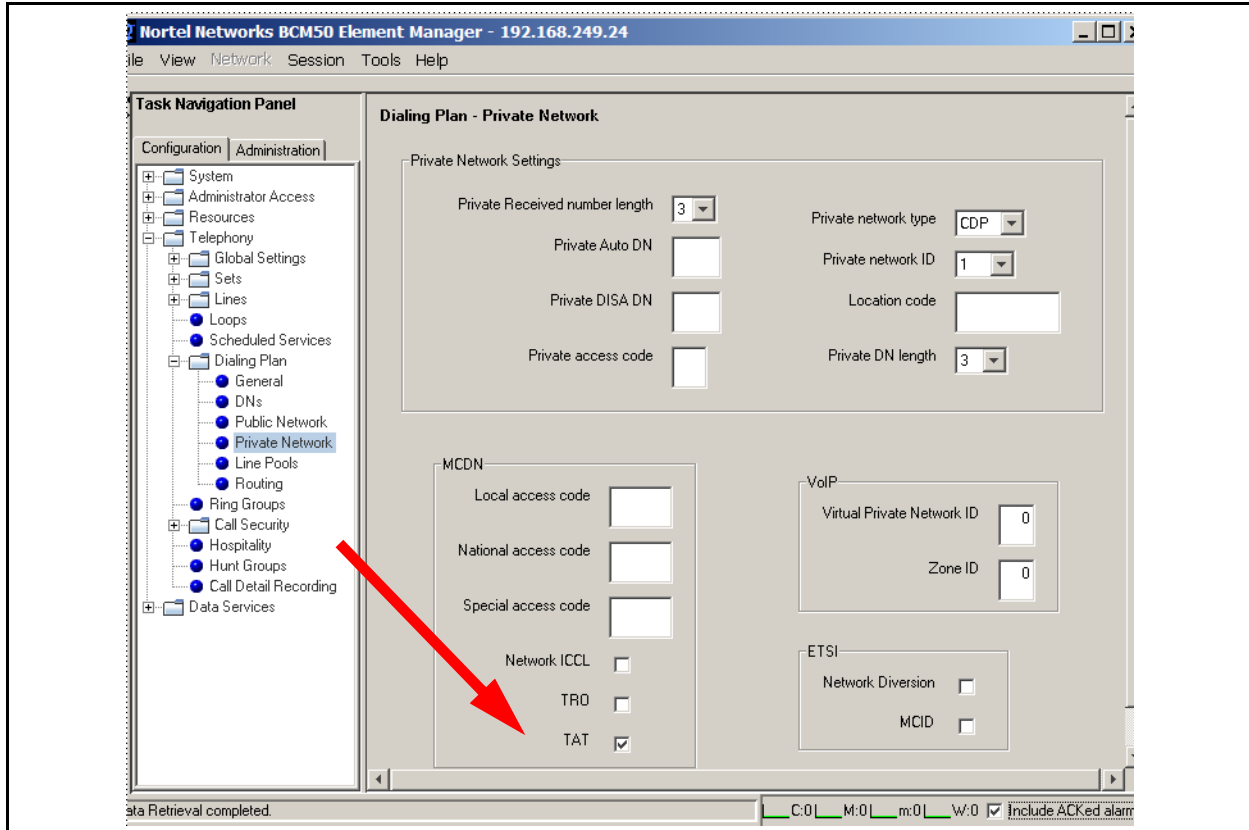 Nortel Networks BCM50 Element Manager - 192.168.249.24
ile View Network Session Tools Help
Task Navigation Panel
Configuration Administration
System
Administrator Access
Resources
Telephony
Global Settings
Sets
Lines
Loops
Scheduled Services
Dialing Plan
General
DNs
Public Network
Private Network
Line Pools
Routing
Ring Groups
Call Security
Hospitality
Hunt Groups
Call Detail Recording
Data Services
Dialing Plan - Private Network
Private Network Settings
Private Received number length 3
Private Auto DN
Private DISA DN
Private access code
Private network type CDP
Private network ID 1
Location code
Private DN length 3
MCDN
Local access code
National access code
Special access code
Network ICCL
TRO
TAT
VoIP
Virtual Private Network ID 0
Zone ID 0
ETSI
Network Diversion
MCID
ata Retrieval completed.
C:0 M:0 m:0 W:0 Include ACKed alarm